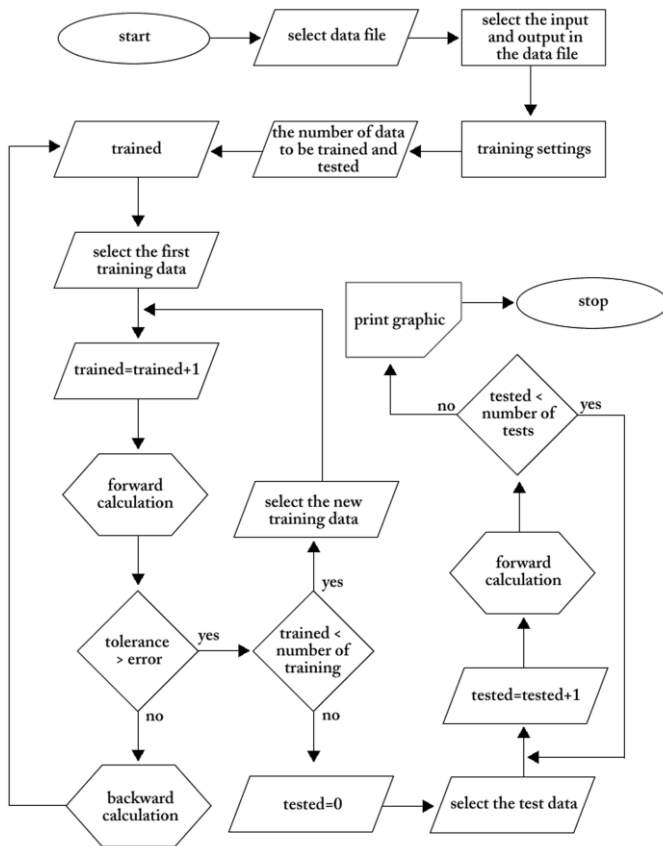 start
select data file
select the input
and output in
the data file
trained
the number of data
to be trained and
tested
training settings
select the first
training data
print graphic
stop
trained=trained+1
no
tested <
number of
tests
yes
forward
calculation
select the new
training data
forward
calculation
yes
tolerance
> error
yes
trained <
number of
training
no
no
tested=tested+1
backward
calculation
tested=0
select the test data